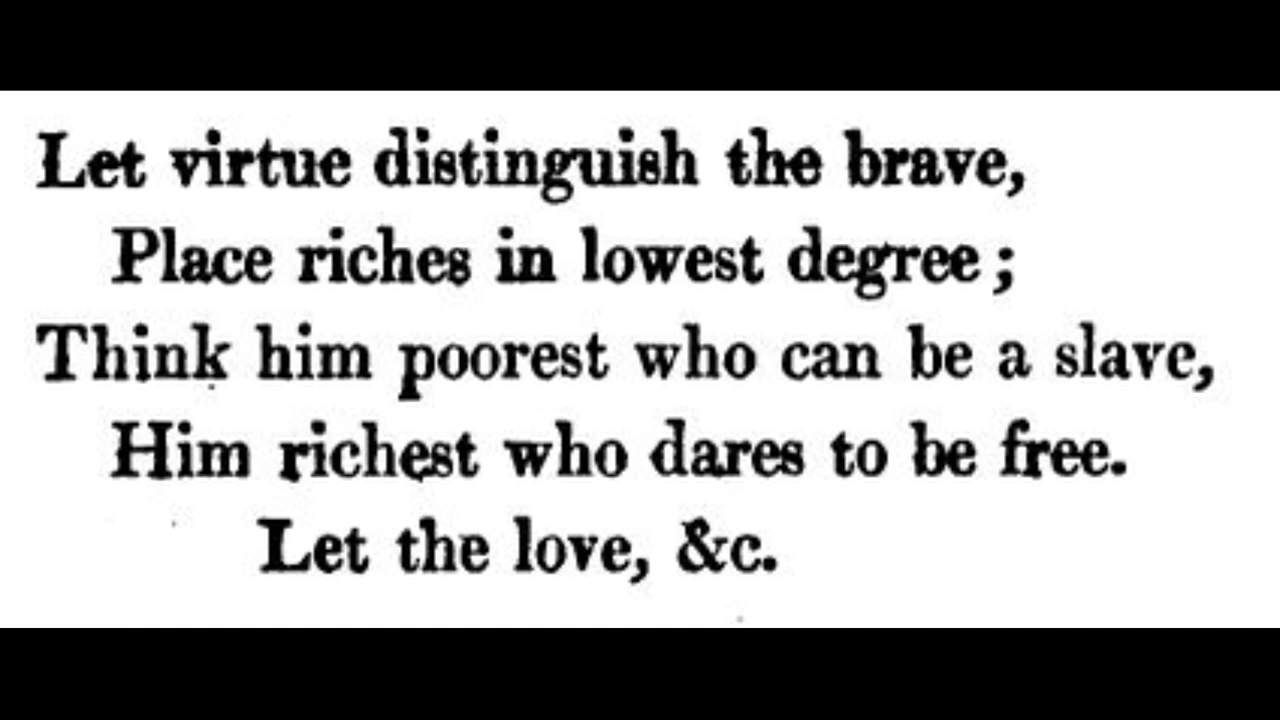 Let virtue distinguish the brave,
Place riches in lowest degree;
Think him poorest who can be a slave,
Him richest who dares to be free.
Let the love, &c.